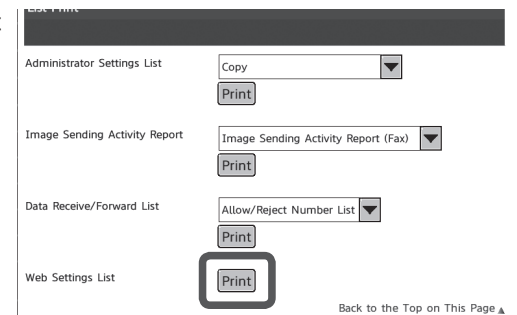 List Print
Administrator Settings List
Copy
Print
Image Sending Activity Report
Image Sending Activity Report (Fax)
Print
Data Receive/Forward List
Allow/Reject Number List
Print
Web Settings List
Print
Back to the Top on This Page